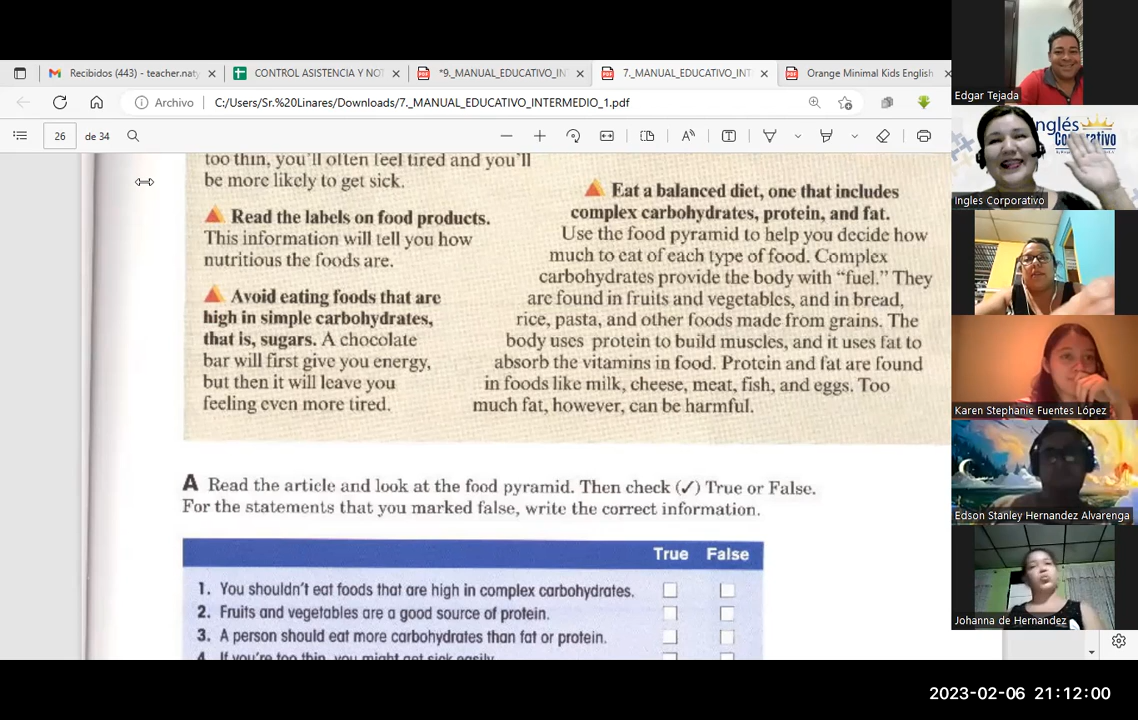 Recibidos (443) - teacher.naty
CONTROL ASISTENCIA Y NOT
*9._MANUAL_EDUCATIVO_IN
7._MANUAL_EDUCATIVO_INT
Orange Minimal Kids English
Archivo
C:/Users/Sr.%20Linares/Downloads/7._MANUAL_EDUCATIVO_INTERMEDIO_1.pdf
26
de 34
too thin, you'll often feel tired and you'll
be more likely to get sick.
Read the labels on food products.
This information will tell you how
nutritious the foods are.
Avoid eating foods that are
high in simple carbohydrates,
that is, sugars. A chocolate
bar will first give you energy,
but then it will leave you
feeling even more tired.
Eat a balanced diet, one that includes
complex carbohydrates, protein, and fat.
Use the food pyramid to help you decide how
much to eat of each type of food. Complex
carbohydrates provide the body with "fuel." They
are found in fruits and vegetables, and in bread,
rice, pasta, and other foods made from grains. The
body uses protein to build muscles, and it uses fat to
absorb the vitamins in food. Protein and fat are found
in foods like milk, cheese, meat, fish, and eggs. Too
much fat, however, can be harmful.
A Read the article and look at the food pyramid. Then check (✓) True or False.
For the statements that you marked false, write the correct information.
True False
1. You shouldn't eat foods that are high in complex carbohydrates.
2. Fruits and vegetables are a good source of protein.
3. A person should eat more carbohydrates than fat or protein.
4. If you're too thin, you might get sick easily.
Edgar Tejada
Inglés
Corporativo
Ingles Corporativo
Karen Stephanie Fuentes López
Edson Stanley Hernandez Alvarenga
Johanna de Hernandez
2023-02-06 21:12:00